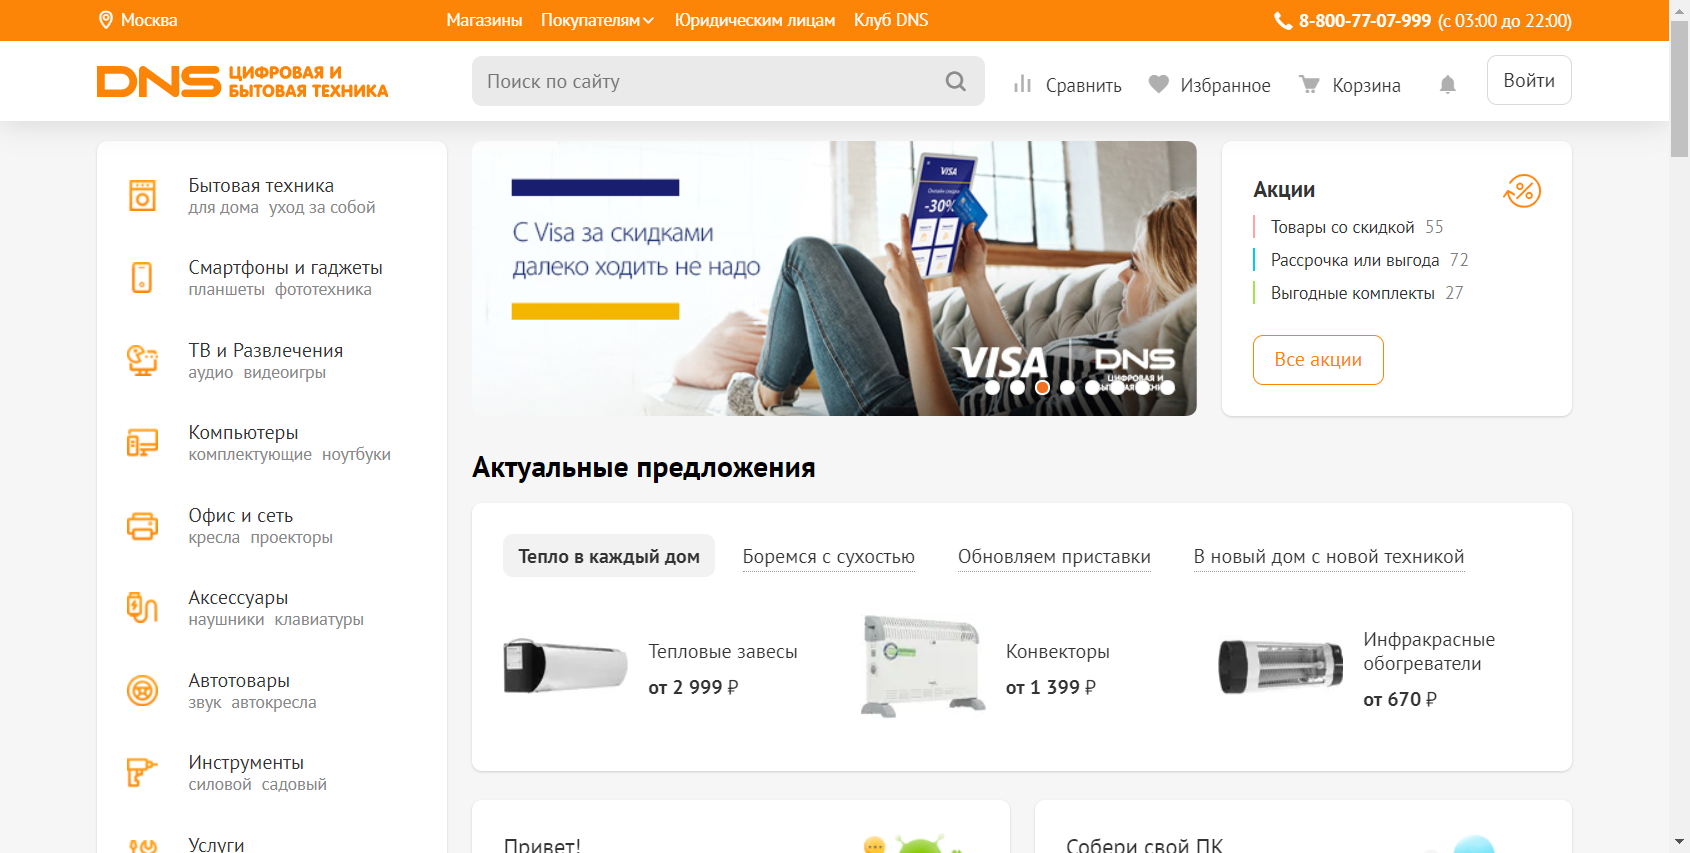 Москва
Магазины
Покупателям
Юридическим лицам
Клуб DNS
8-800-77-07-999 (с 03:00 до 22:00)
DNS ЦИФРОВАЯ И
БЫТОВАЯ ТЕХНИКА
Поиск по сайту
Сравнить
Избранное
Корзина
Войти
Бытовая техника
для дома уход за собой
Смартфоны и гаджеты
планшеты фототехника
ТВ и Развлечения
аудио видеоигры
Компьютеры
комплектующие ноутбуки
Офис и сеть
кресла проекторы
Аксессуары
наушники клавиатуры
Автотовары
звук автокресла
Инструменты
силовой садовый
Услуги
С Visa за скидками
далеко ходить не надо
VISA
Онлайн скидки
-30%
VISA DNS
ЦИФРОВАЯ И
Акции
Товары со скидкой 55
Рассрочка или выгода 72
Выгодные комплекты 27
Все акции
Актуальные предложения
Тепло в каждый дом
Боремся с сухостью
Обновляем приставки
В новый дом с новой техникой
Тепловые завесы
от 2 999 ₽
Конвекторы
от 1 399 ₽
Инфракрасные
обогреватели
от 670 ₽
Привет!
Собери свой ПК